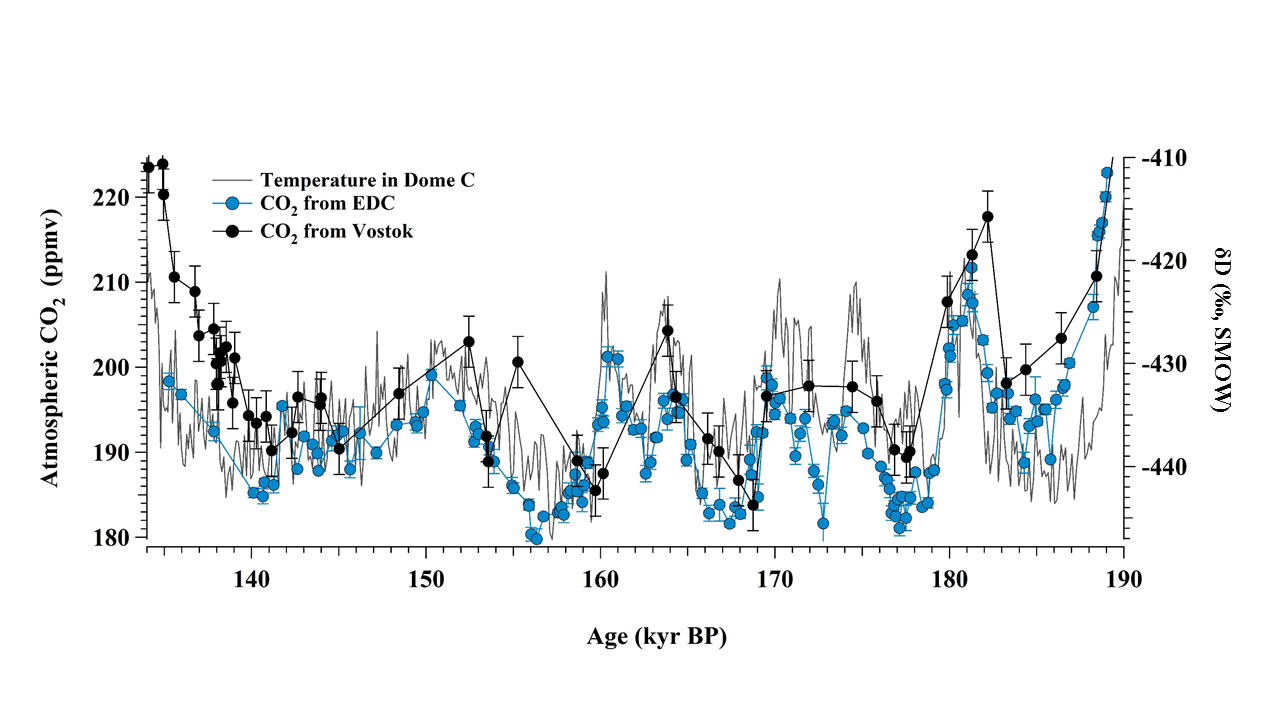 Temperature in Dome C
CO2 from EDC
CO2 from Vostok
Atmospheric CO2 (ppmv)
220
210
200
190
180
-410
-420
-430
-440
δD (‰, SMOW)
140 150 160 170 180 190
Age (kyr BP)